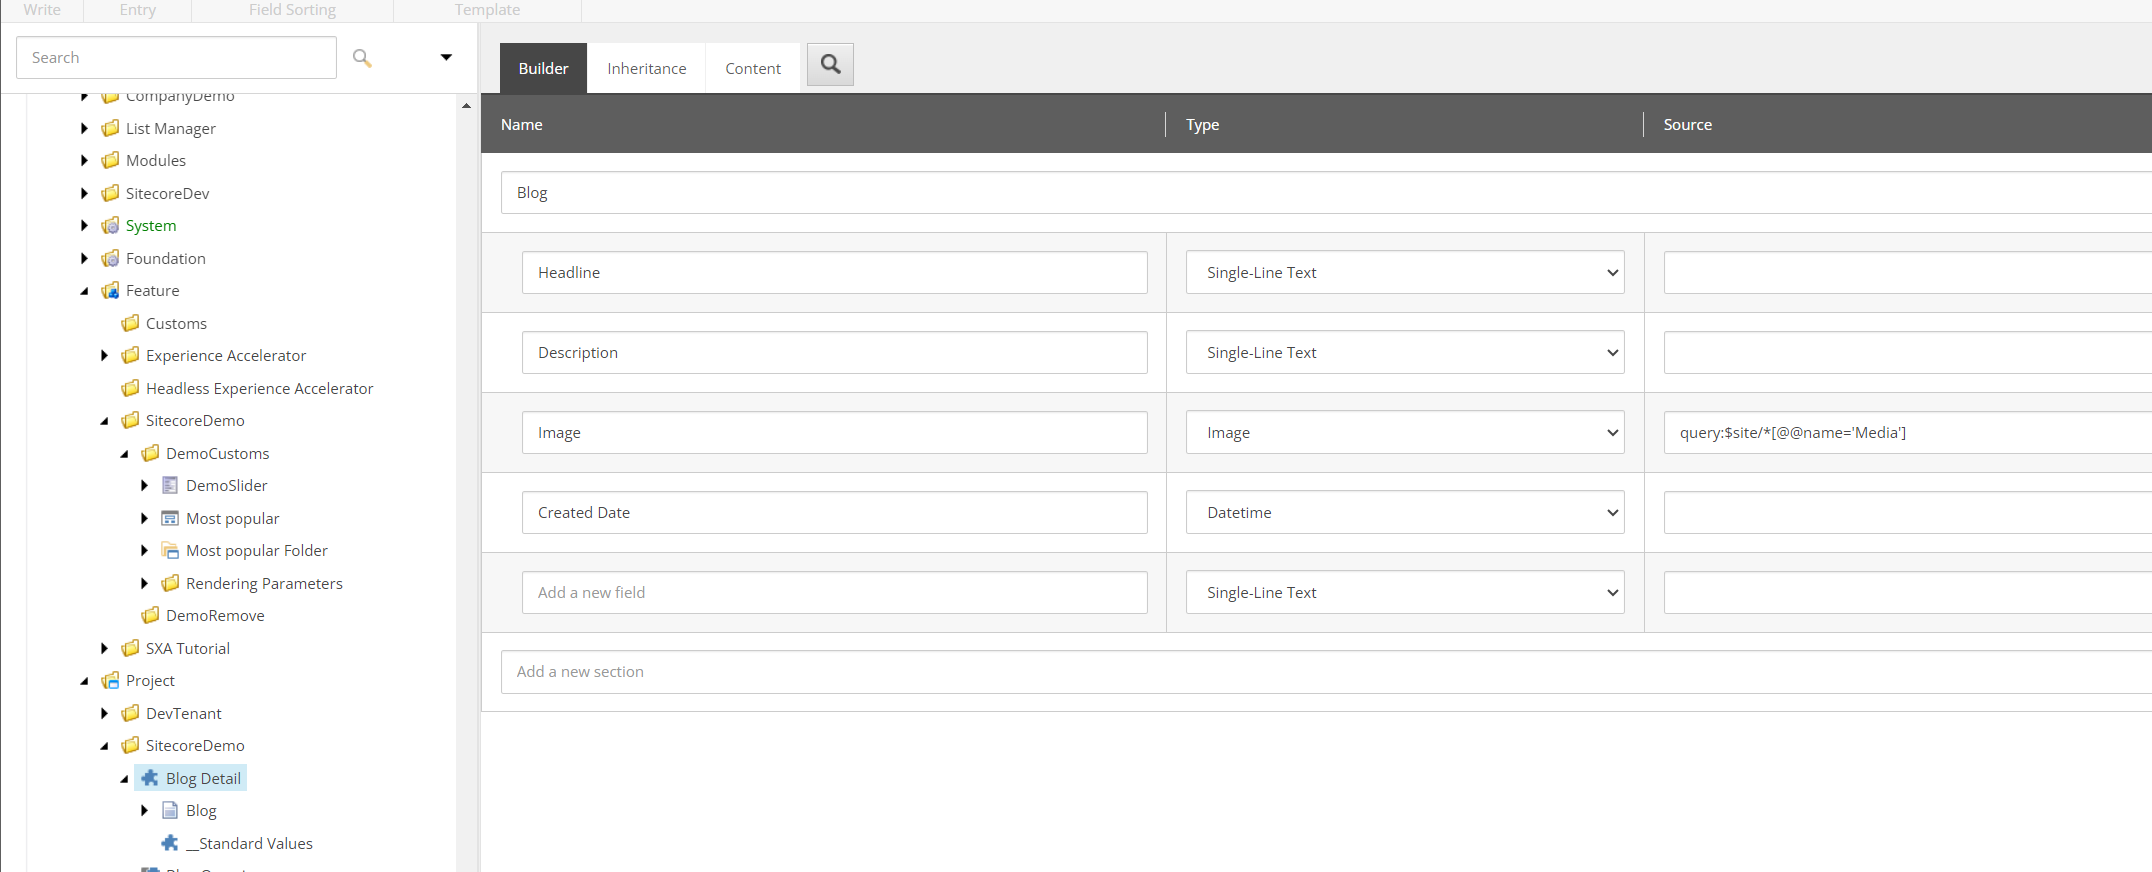 Write Entry Field Sorting Template
Search
Builder Inheritance Content
CompanyDemo
List Manager
Modules
SitecoreDev
System
Foundation
Feature
Customs
Experience Accelerator
Headless Experience Accelerator
SitecoreDemo
DemoCustoms
DemoSlider
Most popular
Most popular Folder
Rendering Parameters
DemoRemove
SXA Tutorial
Project
DevTenant
SitecoreDemo
Blog Detail
Blog
__Standard Values
Name Type Source
Blog
Headline Single-Line Text
Description Single-Line Text
Image Image query:$site/*[@@name='Media']
Created Date Datetime
Add a new field Single-Line Text
Add a new section